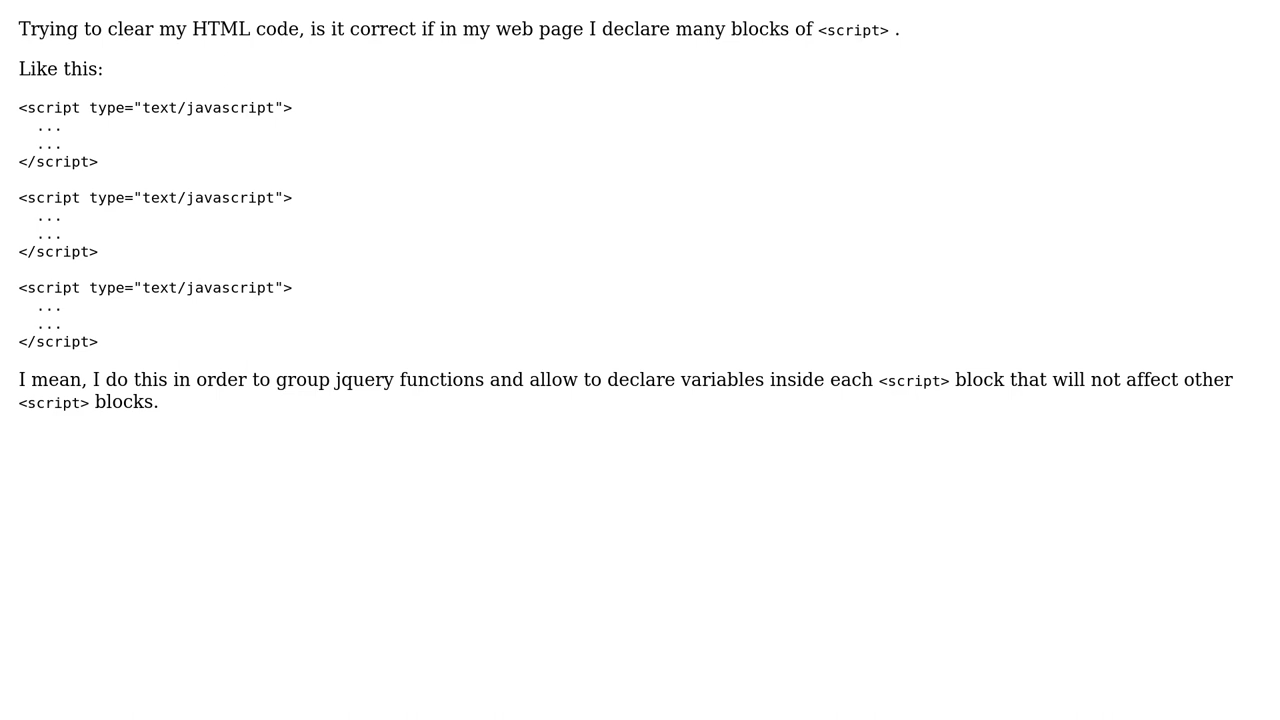 Trying to clear my HTML code, is it correct if in my web page I declare many blocks of <script> .
Like this:
<script type="text/javascript">
  ...
  ...
</script>
<script type="text/javascript">
  ...
  ...
</script>
<script type="text/javascript">
  ...
  ...
</script>
I mean, I do this in order to group jquery functions and allow to declare variables inside each <script> block that will not affect other
<script> blocks.